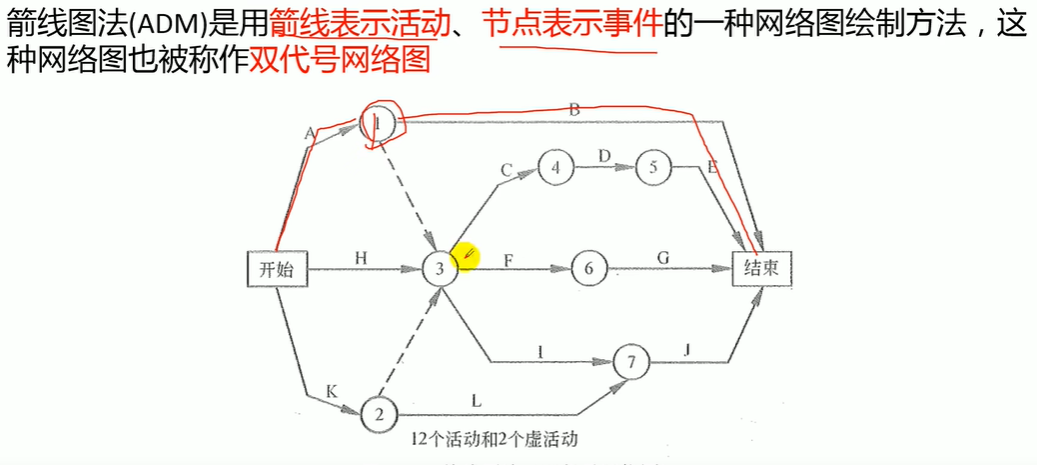 箭线图法(ADM)是用箭线表示活动、节点表示事件的一种网络图绘制方法，这
种网络图也被称作双代号网络图
A
1
B
C
4
D
5
E
开始
H
3
F
6
G
结束
I
7
J
K
2
L
12个活动和2个虚活动